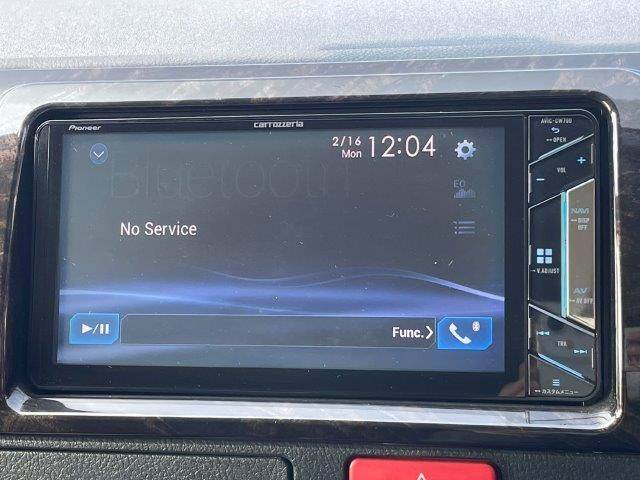 Pioneer
carrozzeria
AVIC-CW700
OPEN
2/16
Mon
12:04
Bluetooth
EQ
No Service
VOL
+
-
NAVI
DISP
OFF
V.ADJUST
AV
AV OFF
Func.
TRK
カスタムメニュー